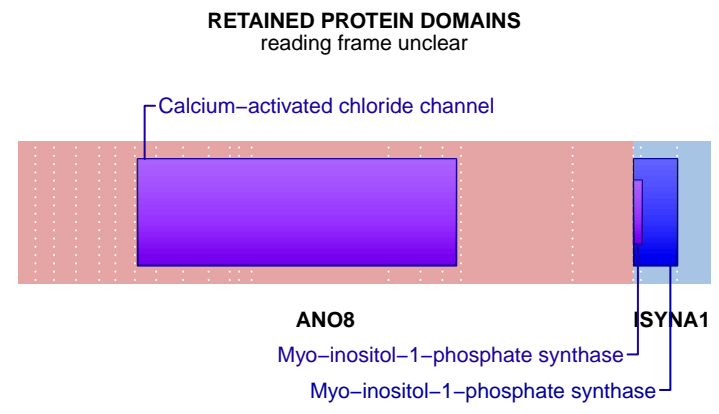 RETAINED PROTEIN DOMAINS
reading frame unclear
Calcium−activated chloride channel
ANO8
ISYNA1
Myo−inositol−1−phosphate synthase
Myo−inositol−1−phosphate synthase